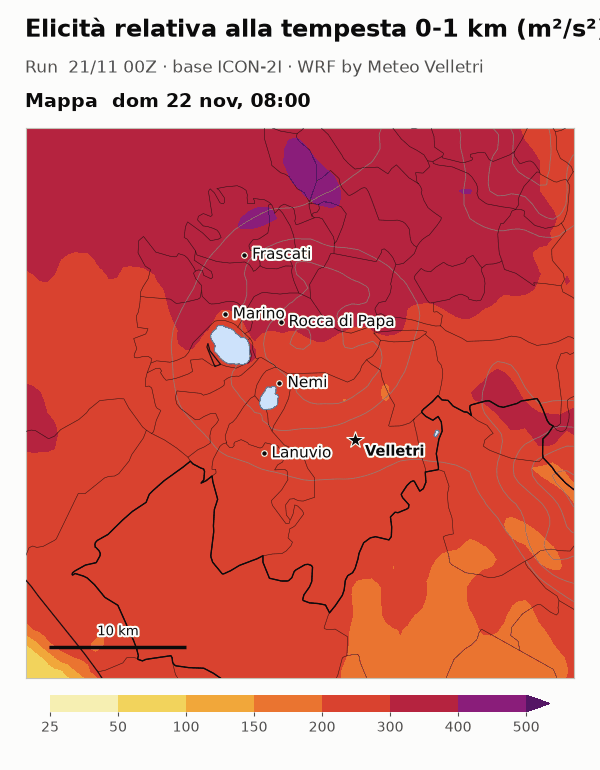 Elicità relativa alla tempesta 0-1 km (m²/s²)
Run 21/11 00Z · base ICON-2I · WRF by Meteo Velletri
Mappa dom 22 nov, 08:00
Frascati
Marino
Rocca di Papa
Nemi
Velletri
Lanuvio
10 km
25 50 100 150 200 300 400 500